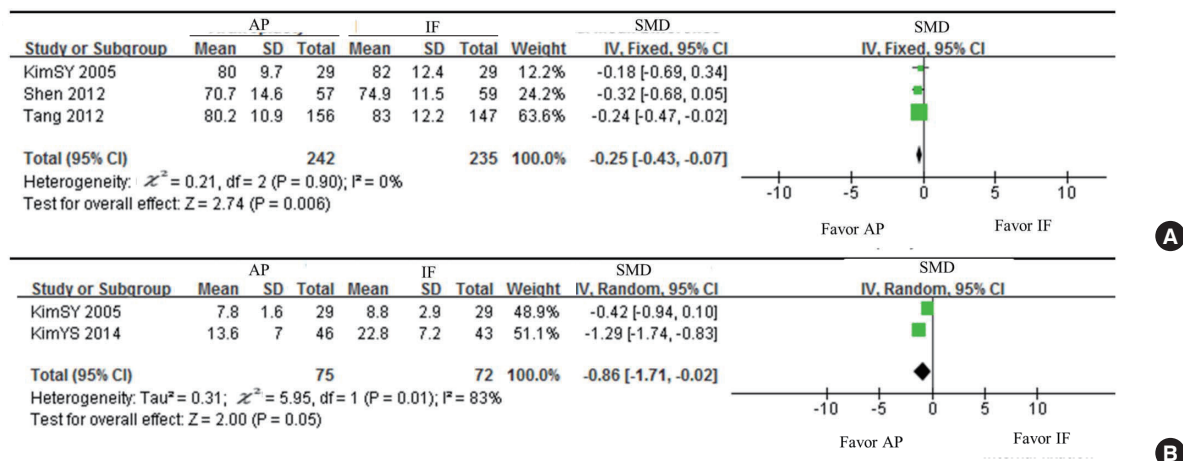 AP IF SMD SMD
Study or Subgroup Mean SD Total Mean SD Total Weight IV, Fixed, 95% CI IV, Fixed, 95% CI
KimSY 2005 80 9.7 29 82 12.4 29 12.2% -0.18 [-0.69, 0.34]
Shen 2012 70.7 14.6 57 74.9 11.5 59 24.2% -0.32 [-0.68, 0.05]
Tang 2012 80.2 10.9 156 83 12.2 147 63.6% -0.24 [-0.47, -0.02]
Total (95% CI) 242 235 100.0% -0.25 [-0.43, -0.07]
Heterogeneity: χ² = 0.21, df = 2 (P = 0.90); I² = 0%
Test for overall effect: Z = 2.74 (P = 0.006)
-10 -5 0 5 10
Favor AP Favor IF
A
AP IF SMD SMD
Study or Subgroup Mean SD Total Mean SD Total Weight IV, Random, 95% CI IV, Random, 95% CI
KimSY 2005 7.8 1.6 29 8.8 2.9 29 48.9% -0.42 [-0.94, 0.10]
KimYS 2014 13.6 7 46 22.8 7.2 43 51.1% -1.29 [-1.74, -0.83]
Total (95% CI) 75 72 100.0% -0.86 [-1.71, -0.02]
Heterogeneity: Tau² = 0.31; χ² = 5.95, df = 1 (P = 0.01); I² = 83%
Test for overall effect: Z = 2.00 (P = 0.05)
-10 -5 0 5 10
Favor AP Favor IF
B